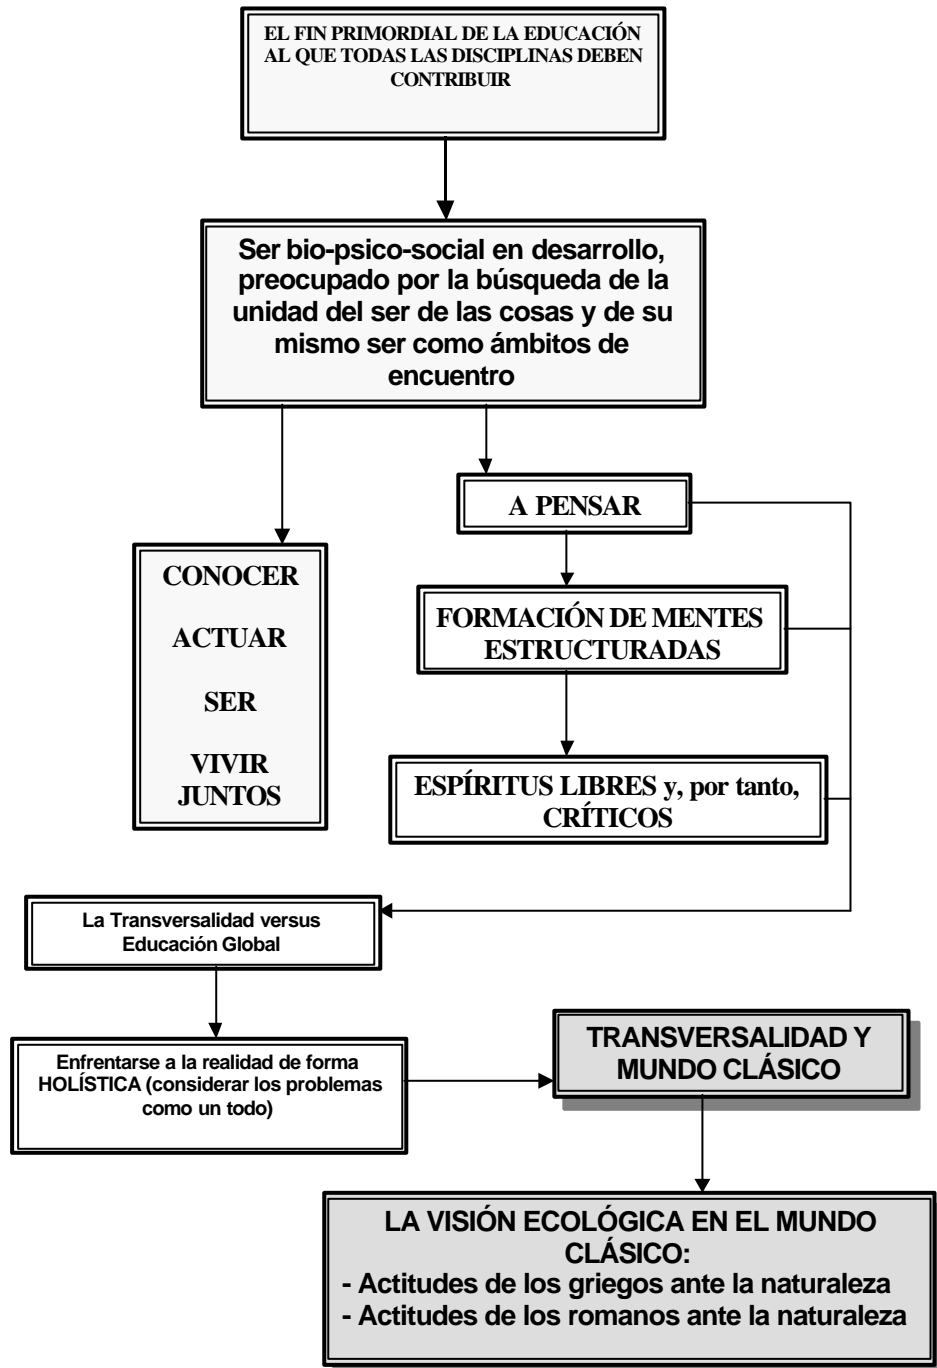 EL FIN PRIMORDIAL DE LA EDUCACIÓN
AL QUE TODAS LAS DISCIPLINAS DEBEN
CONTRIBUIR
Ser bio-psico-social en desarrollo,
preocupado por la búsqueda de la
unidad del ser de las cosas y de su
mismo ser como ámbitos de
encuentro
A PENSAR
CONOCER
ACTUAR
SER
VIVIR
JUNTOS
FORMACIÓN DE MENTES
ESTRUCTURADAS
ESPÍRITUS LIBRES y, por tanto,
CRÍTICOS
La Transversalidad versus
Educación Global
Enfrentarse a la realidad de forma
HOLÍSTICA (considerar los problemas
como un todo)
TRANSVERSALIDAD Y
MUNDO CLÁSICO
LA VISIÓN ECOLÓGICA EN EL MUNDO
CLÁSICO:
- Actitudes de los griegos ante la naturaleza
- Actitudes de los romanos ante la naturaleza